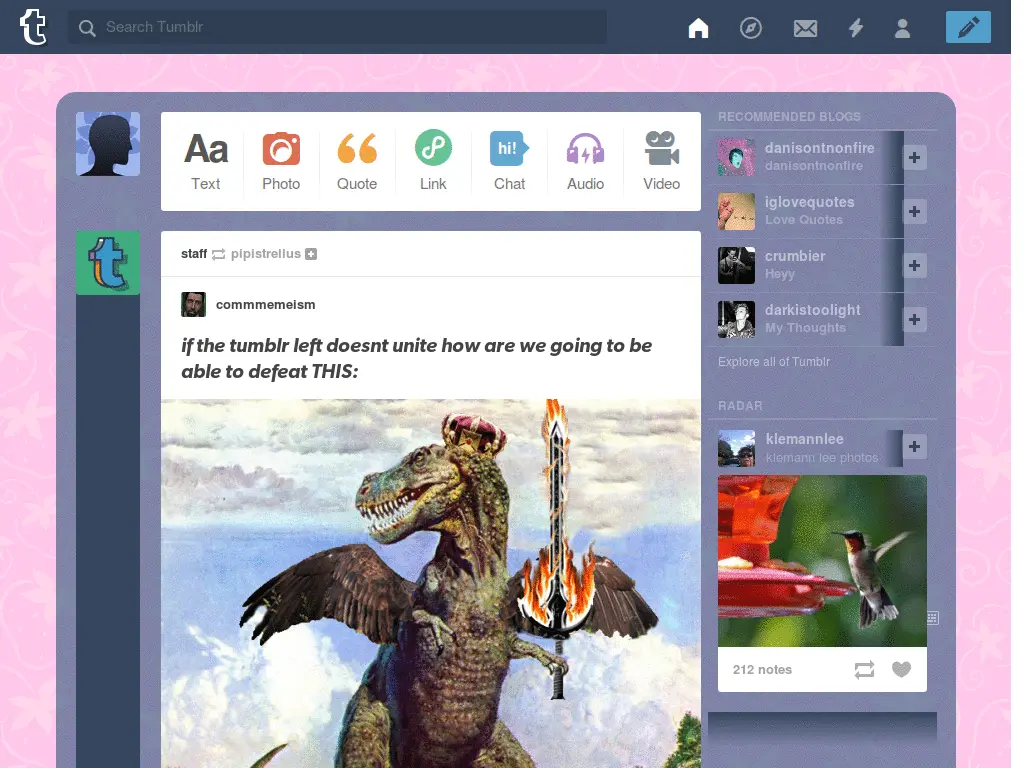 Search Tumblr
Aa
hi!
Text
Photo
Quote
Link
Chat
Audio
Video
staff pipistrellus
commmemeism
if the tumblr left doesnt unite how are we going to be
able to defeat THIS:
RECOMMENDED BLOGS
danisontnonfire
danisontnonfire
iglovequotes
Love Quotes
crumbier
Heyy
darkistoolight
My Thoughts
Explore all of Tumblr
RADAR
klemannlee
klemann lee photos
212 notes